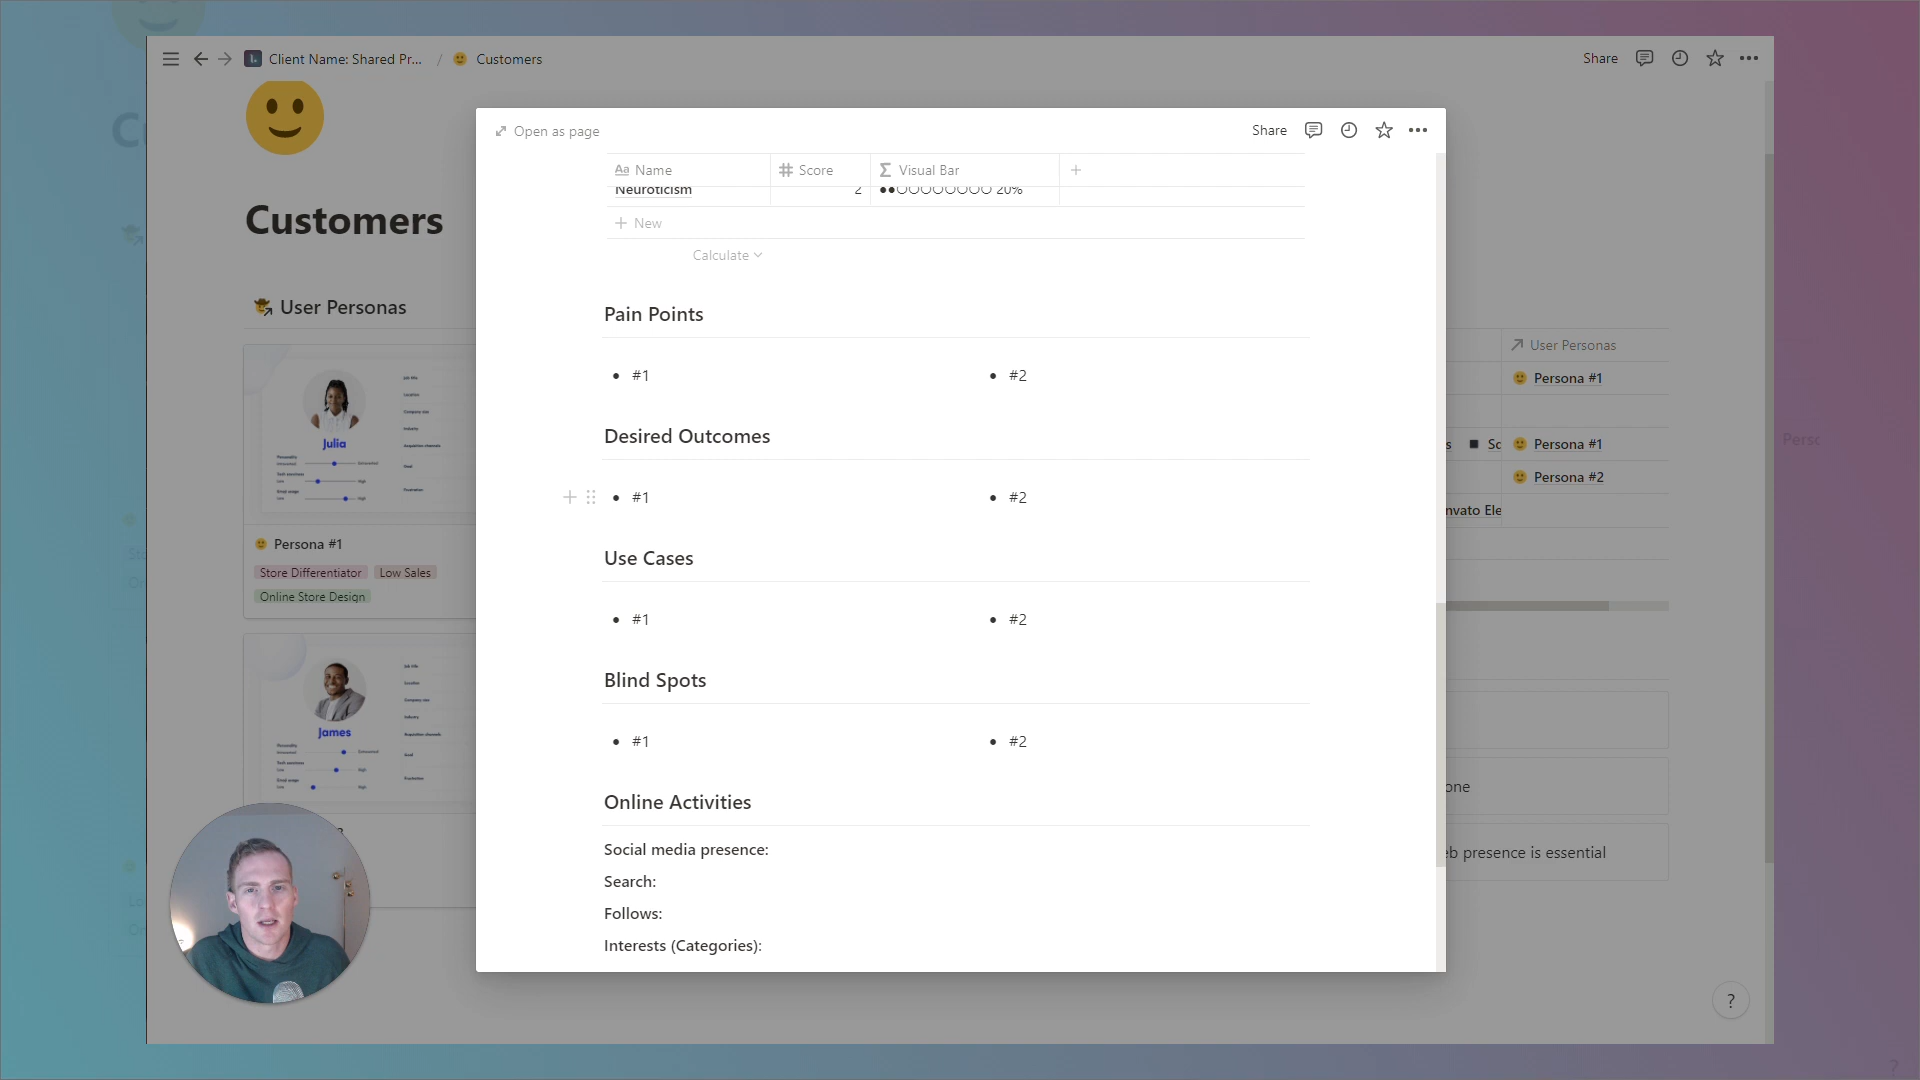 Client Name: Shared Pr... / Customers
Share
Customers
User Personas
Julia
Persona #1
Store Differentiator Low Sales
Online Store Design
James
Open as page
Share
Name Score Visual Bar
Neuroticism 2 ●●○○○○○○○○ 20%
New
Calculate
Pain Points
#1 #2
Desired Outcomes
#1 #2
Use Cases
#1 #2
Blind Spots
#1 #2
Online Activities
Social media presence:
Search:
Follows:
Interests (Categories):
User Personas
Persona #1
Persona #1
Persona #2
nvato Ele
one
eb presence is essential
?